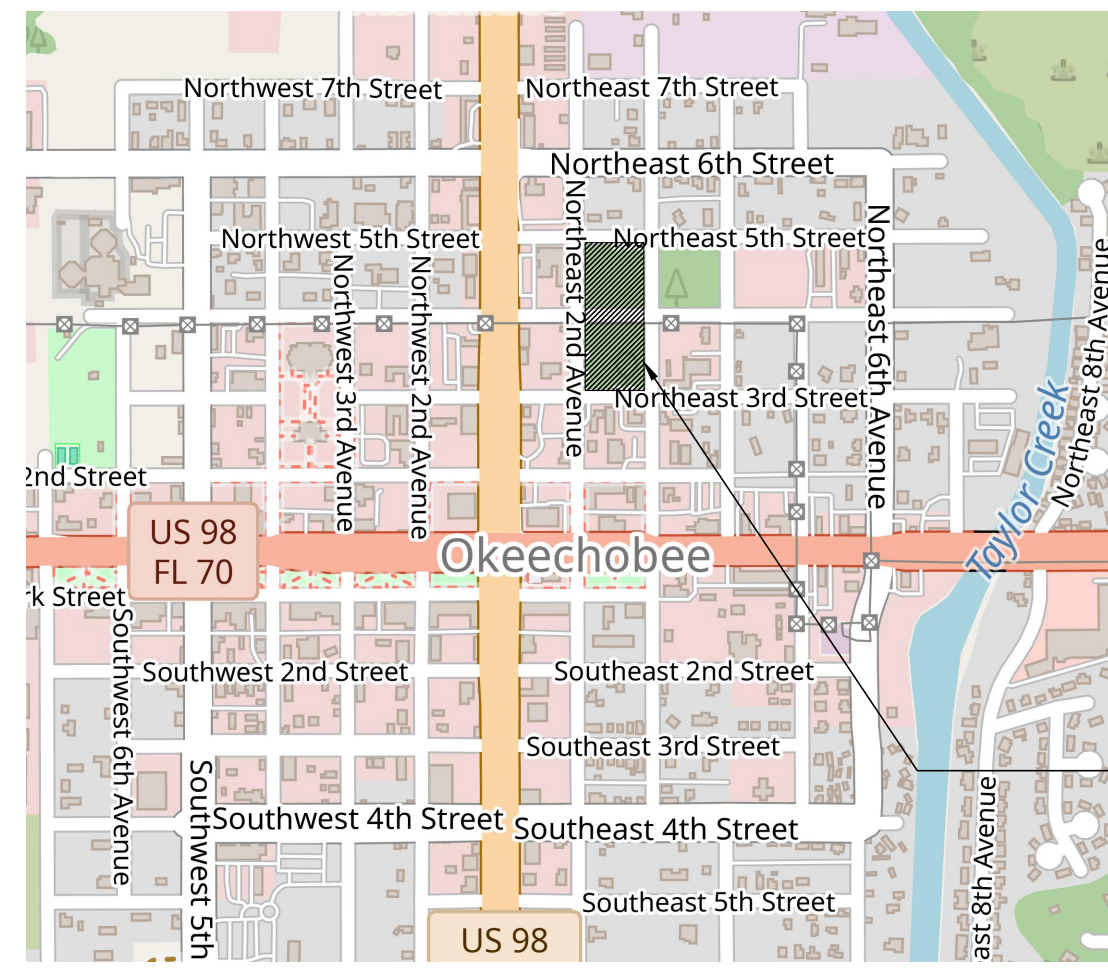 Northwest 7th Street
Northeast 7th Street
Northeast 6th Street
Northwest 5th Street
Northeast 5th Street
Northeast 2nd Avenue
Northeast 6th Avenue
Northwest 3rd Avenue
Northwest 2nd Avenue
Northeast 8th Avenue
Northeast 3rd Street
2nd Street
US 98
FL 70
Okeechobee
Taylor Creek
rk Street
Southwest 6th Avenue
Southwest 2nd Street
Southeast 2nd Street
Southeast 3rd Street
Southwest 5th
Southwest 4th Street
Southeast 4th Street
east 8th Avenue
Southeast 5th Street
US 98